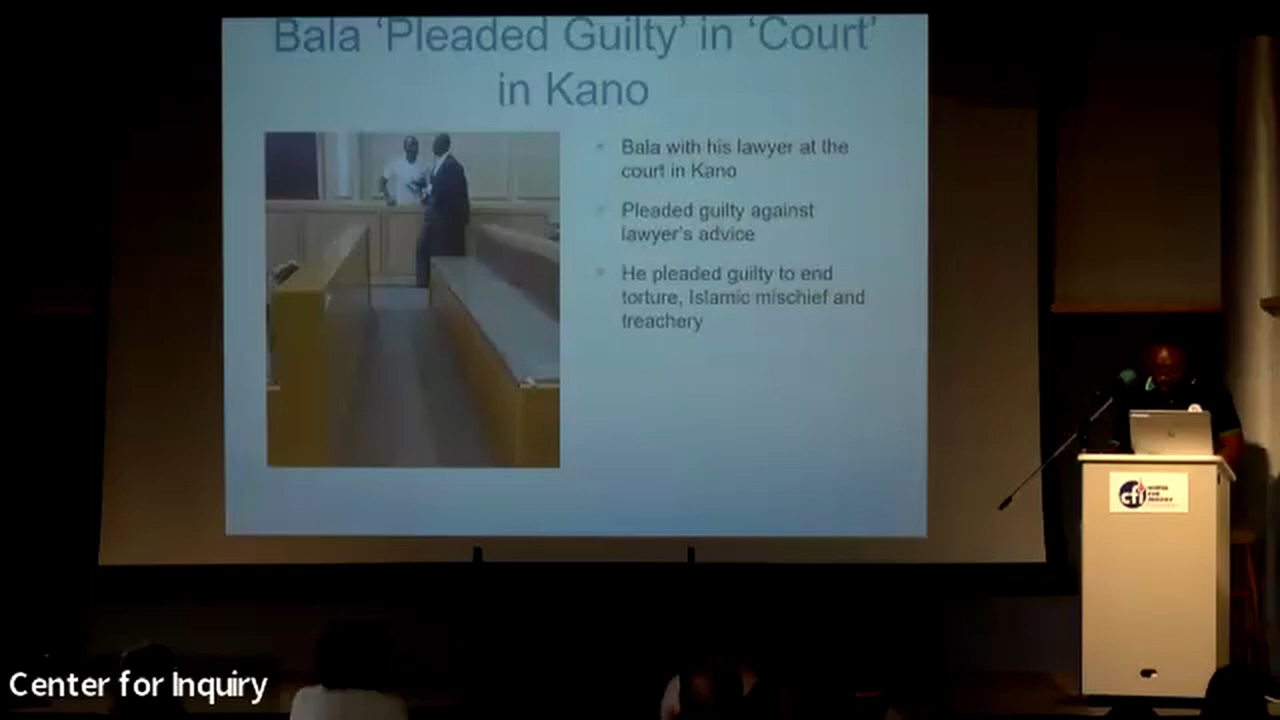 Bala ‘Pleaded Guilty’ in ‘Court’
in Kano
Bala with his lawyer at the
court in Kano
Pleaded guilty against
lawyer's advice
He pleaded guilty to end
torture, Islamic mischief and
treachery
cfi
Center for Inquiry